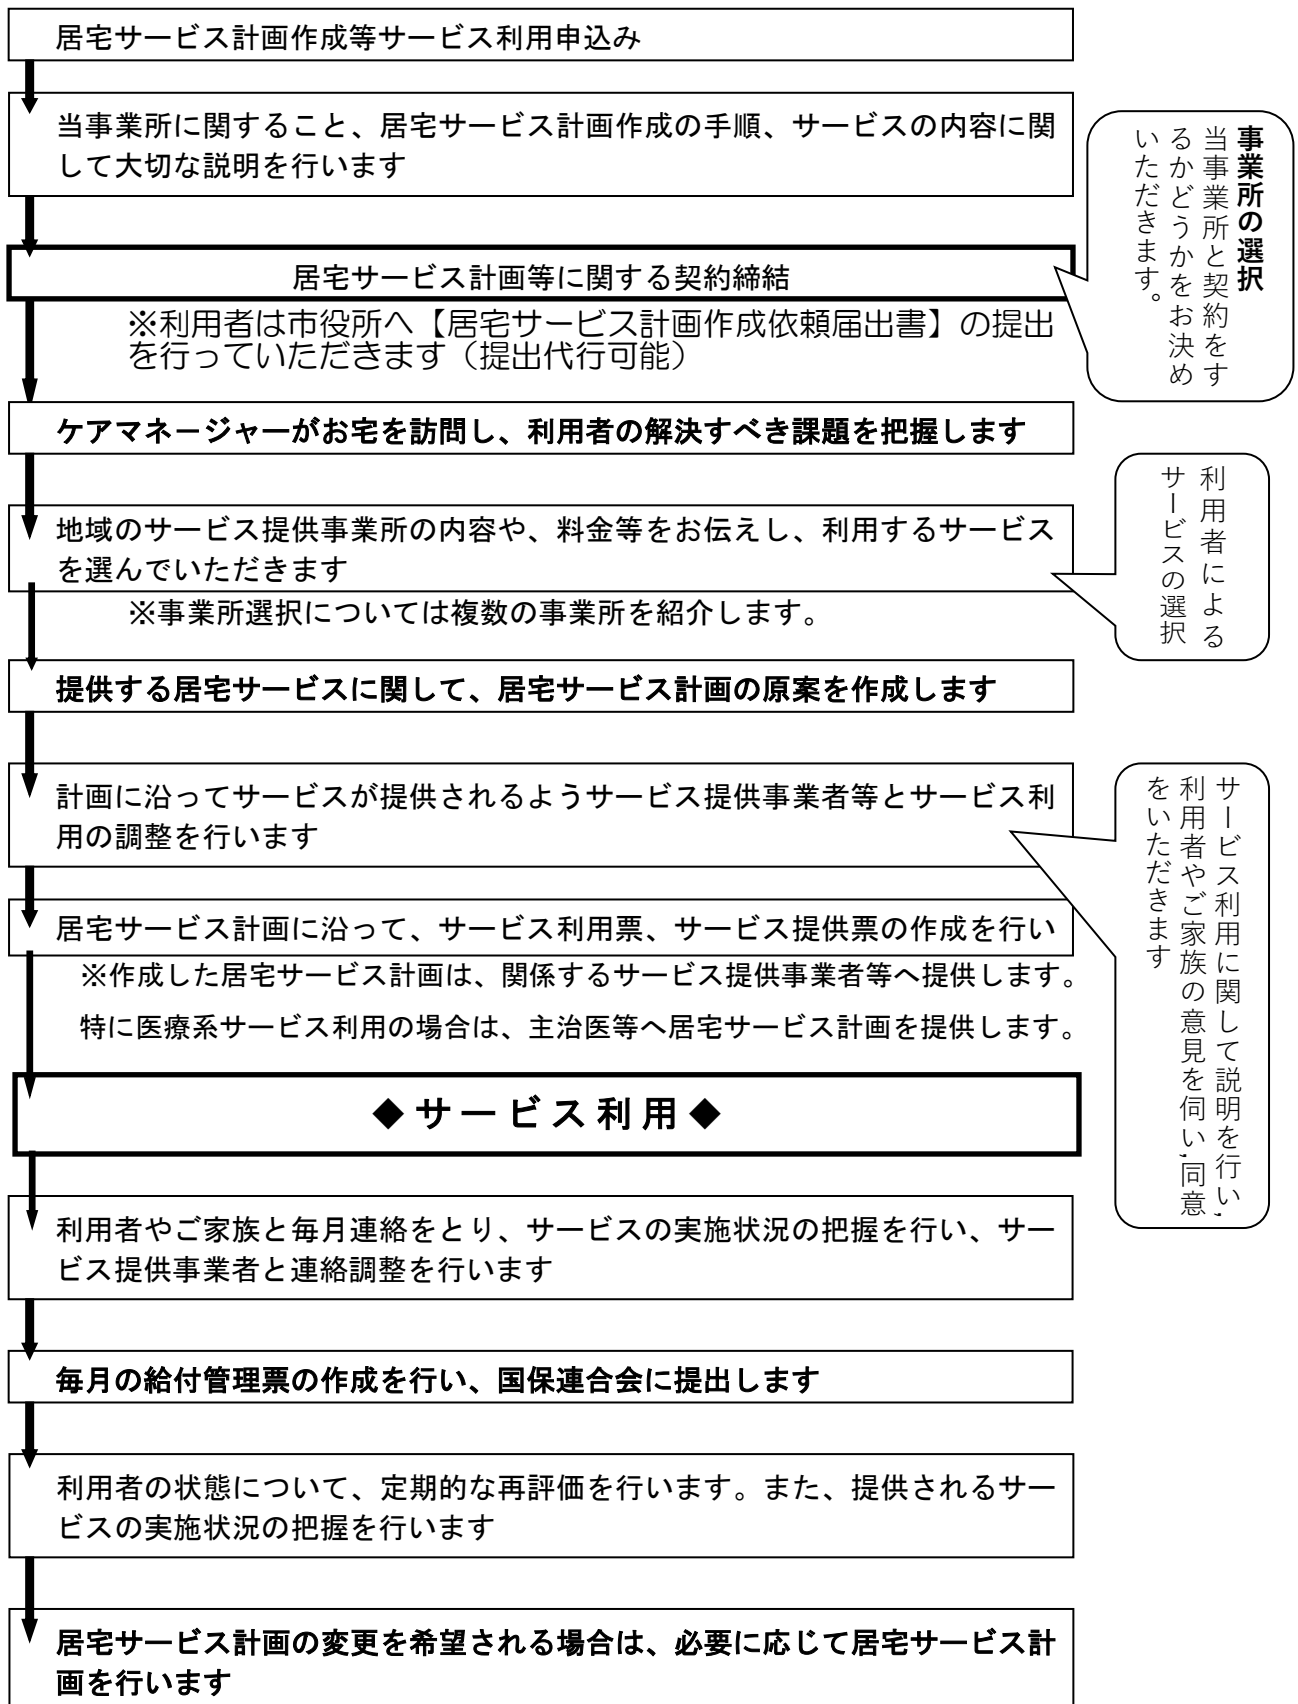 居宅サービス計画作成等サービス利用申込み
当事業所に関すること、居宅サービス計画作成の手順、サービスの内容に関
して大切な説明を行います
事業所の選択
当事業所と契約をす
るかどうかをお決め
いただきます。
居宅サービス計画等に関する契約締結
※利用者は市役所へ【居宅サービス計画作成依頼届出書】の提出
を行っていただきます（提出代行可能）
ケアマネージャーがお宅を訪問し、利用者の解決すべき課題を把握します
地域のサービス提供事業所の内容や、料金等をお伝えし、利用するサービス
を選んでいただきます
※事業所選択については複数の事業所を紹介します。
利用者による
サービスの選択
提供する居宅サービスに関して、居宅サービス計画の原案を作成します
計画に沿ってサービスが提供されるようサービス提供事業者等とサービス利
用の調整を行います
サービス利用に関して説明を行い,
利用者やご家族の意見を伺い,同意
をいただきます
居宅サービス計画に沿って、サービス利用票、サービス提供票の作成を行い
※作成した居宅サービス計画は、関係するサービス提供事業者等へ提供します。
特に医療系サービス利用の場合は、主治医等へ居宅サービス計画を提供します。
◆サービス利用◆
利用者やご家族と毎月連絡をとり、サービスの実施状況の把握を行い、サー
ビス提供事業者と連絡調整を行います
毎月の給付管理票の作成を行い、国保連合会に提出します
利用者の状態について、定期的な再評価を行います。また、提供されるサー
ビスの実施状況の把握を行います
居宅サービス計画の変更を希望される場合は、必要に応じて居宅サービス計
画を行います